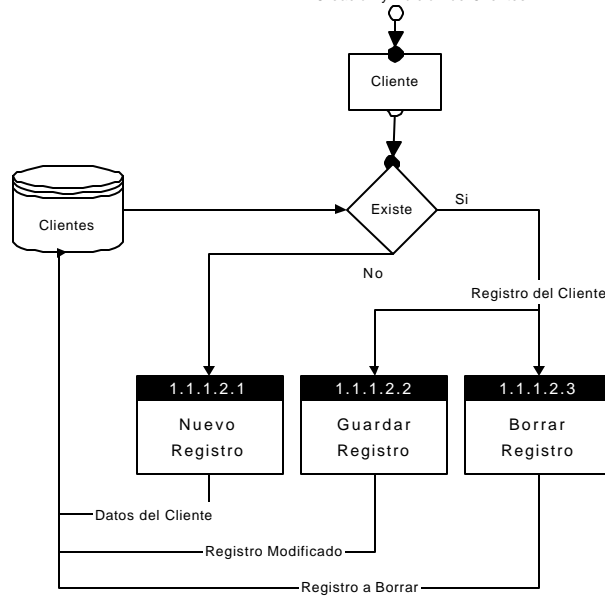 Cliente
Clientes
Existe
Si
No
Registro del Cliente
1.1.1.2.1
Nuevo
Registro
1.1.1.2.2
Guardar
Registro
1.1.1.2.3
Borrar
Registro
Datos del Cliente
Registro Modificado
Registro a Borrar